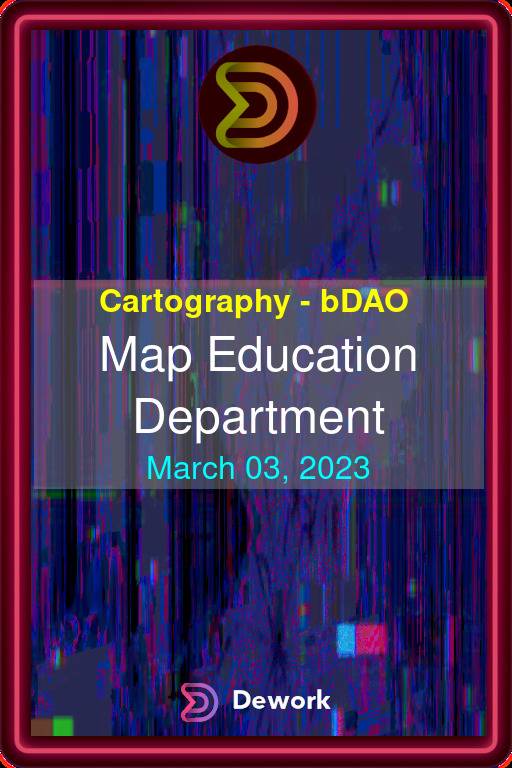 Cartography - bDAO
Map Education
Department
March 03, 2023
Dework